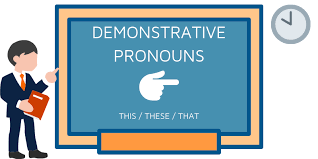 DEMONSTRATIVE
PRONOUNS
THIS / THESE / THAT